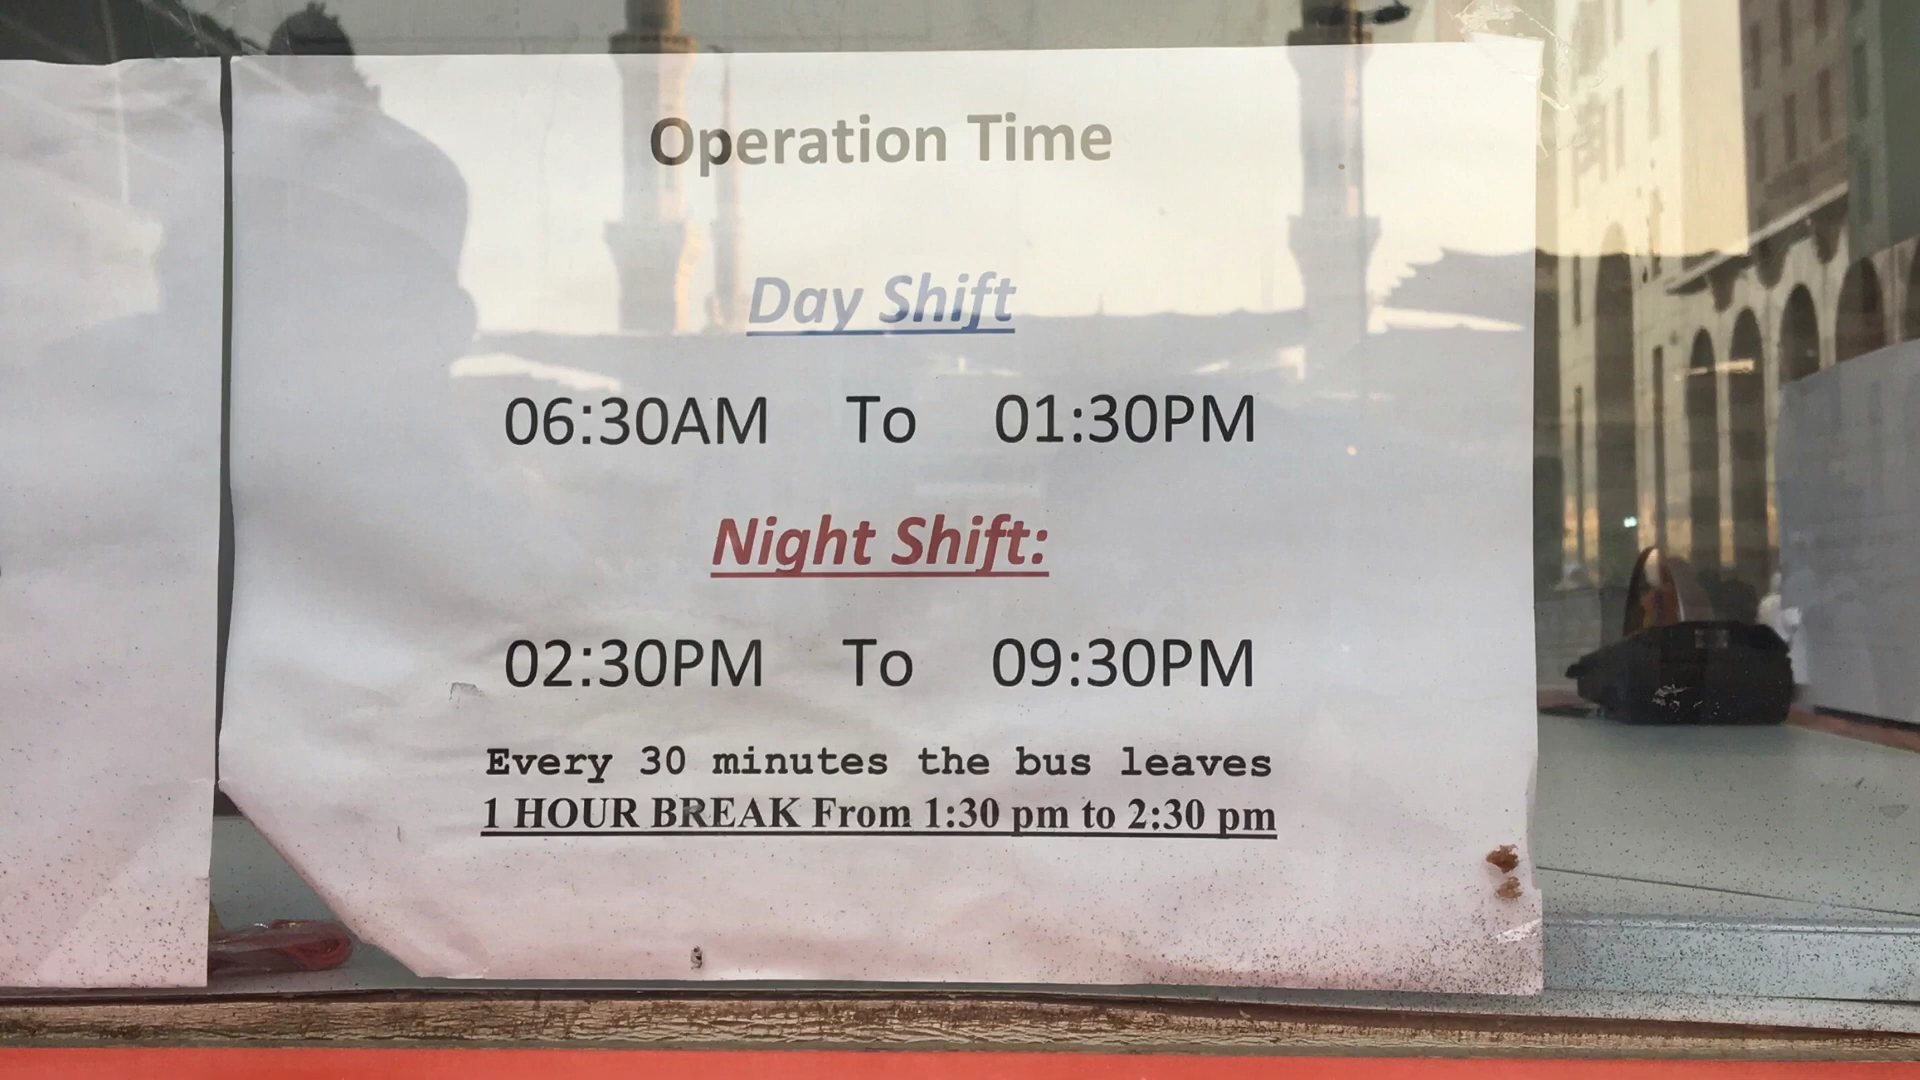 Operation Time
Day Shift
06:30AM To 01:30PM
Night Shift:
02:30PM To 09:30PM
Every 30 minutes the bus leaves
1 HOUR BREAK From 1:30 pm to 2:30 pm